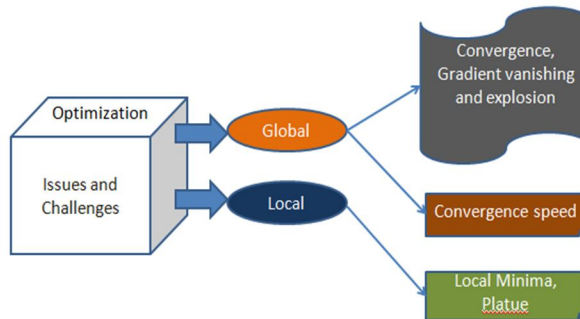 Optimization
Issues and
Challenges
Global
Local
Convergence,
Gradient vanishing
and explosion
Convergence speed
Local Minima,
Platue